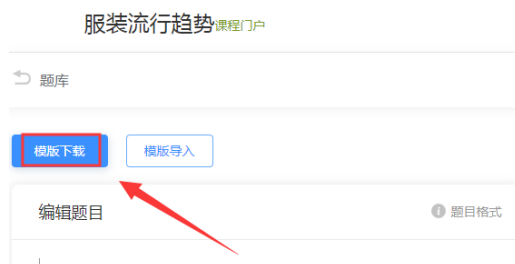 服装流行趋势课程门户
题库
模版下载 模版导入
编辑题目 题目格式